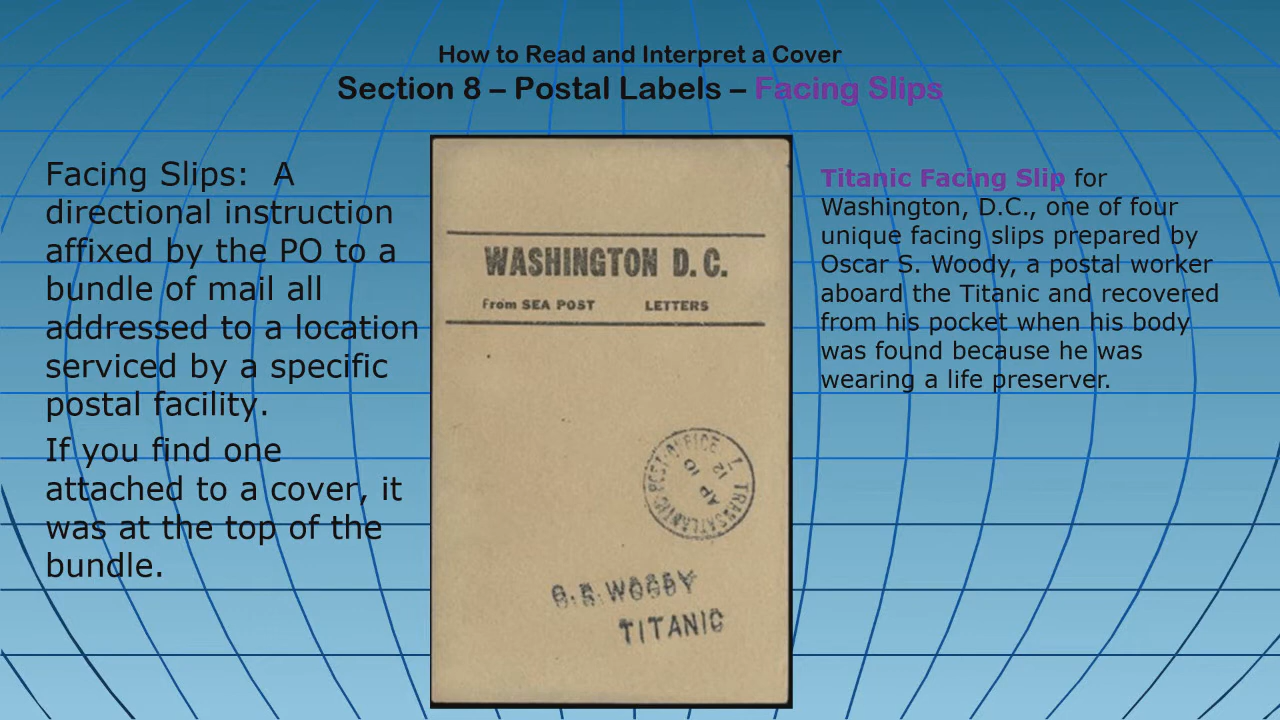 How to Read and Interpret a Cover
Section 8 – Postal Labels – Facing Slips
Facing Slips:  A
directional instruction
affixed by the PO to a
bundle of mail all
addressed to a location
serviced by a specific
postal facility.
If you find one
attached to a cover, it
was at the top of the
bundle.
WASHINGTON D. C.
From SEA POST LETTERS
TRANSATLANTIC POST OFFICE 7
AP 10
12
O. S. WOODY
TITANIC
Titanic Facing Slip for
Washington, D.C., one of four
unique facing slips prepared by
Oscar S. Woody, a postal worker
aboard the Titanic and recovered
from his pocket when his body
was found because he was
wearing a life preserver.